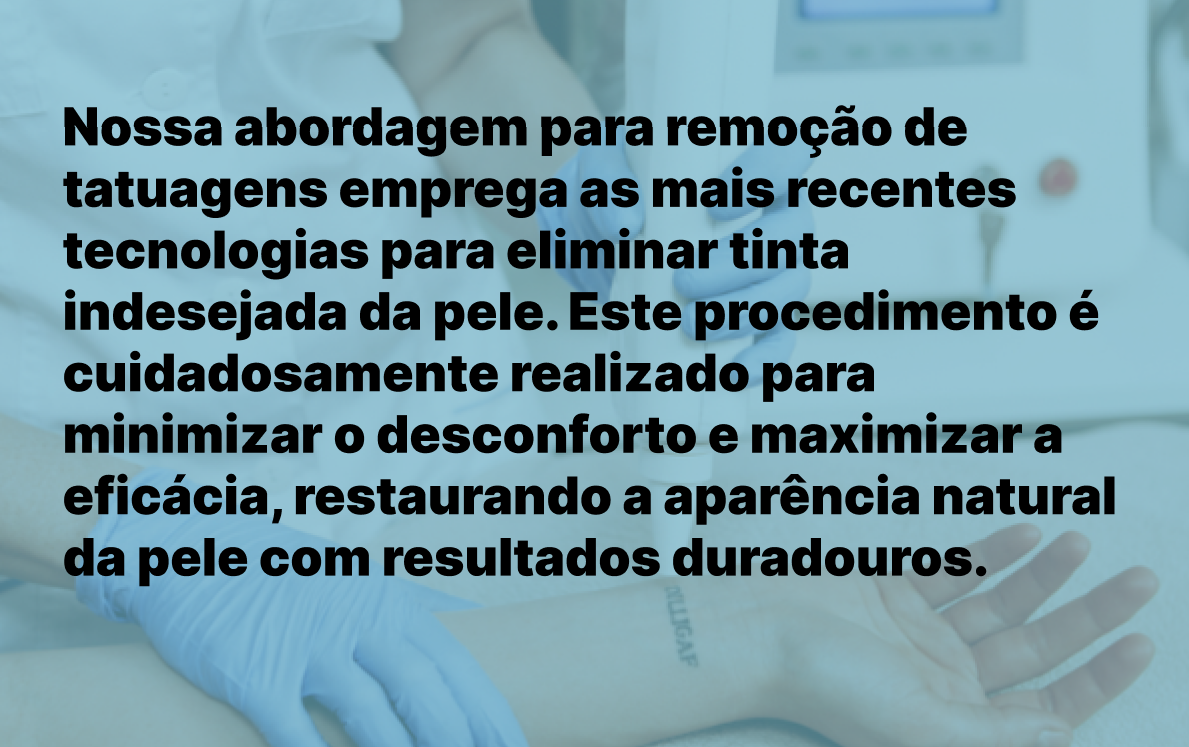 Nossa abordagem para remoção de
tatuagens emprega as mais recentes
tecnologias para eliminar tinta
indesejada da pele. Este procedimento é
cuidadosamente realizado para
minimizar o desconforto e maximizar a
eficácia, restaurando a aparência natural
da pele com resultados duradouros.
DILLIGAF